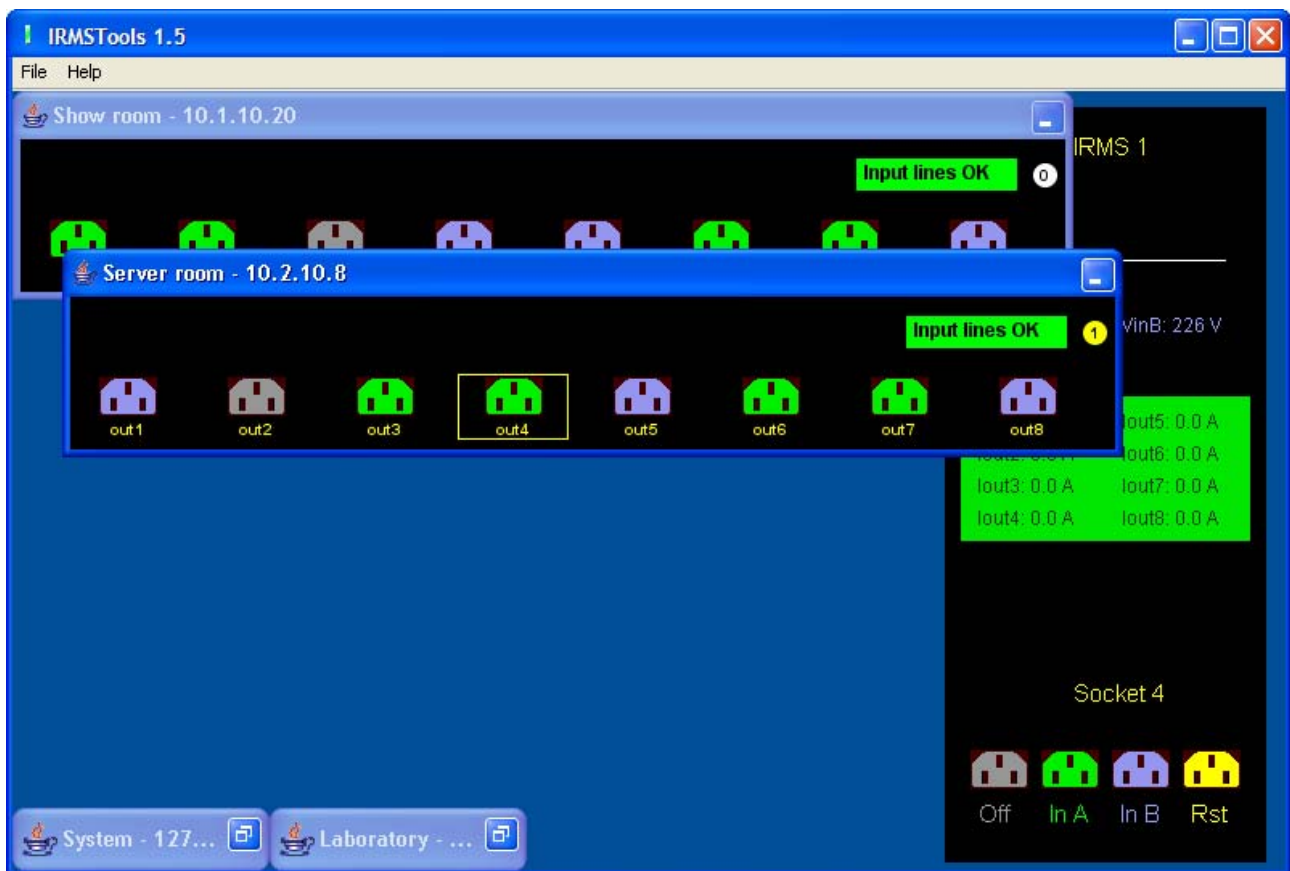 IRMSTools 1.5
File Help
Show room - 10.1.10.20
Input lines OK 0
IRMS 1
Server room - 10.2.10.8
Input lines OK 1
VinB: 226 V
out1 out2 out3 out4 out5 out6 out7 out8
Iout5: 0.0 A
Iout6: 0.0 A
Iout3: 0.0 A Iout7: 0.0 A
Iout4: 0.0 A Iout8: 0.0 A
Socket 4
Off In A In B Rst
System - 127... Laboratory - ...